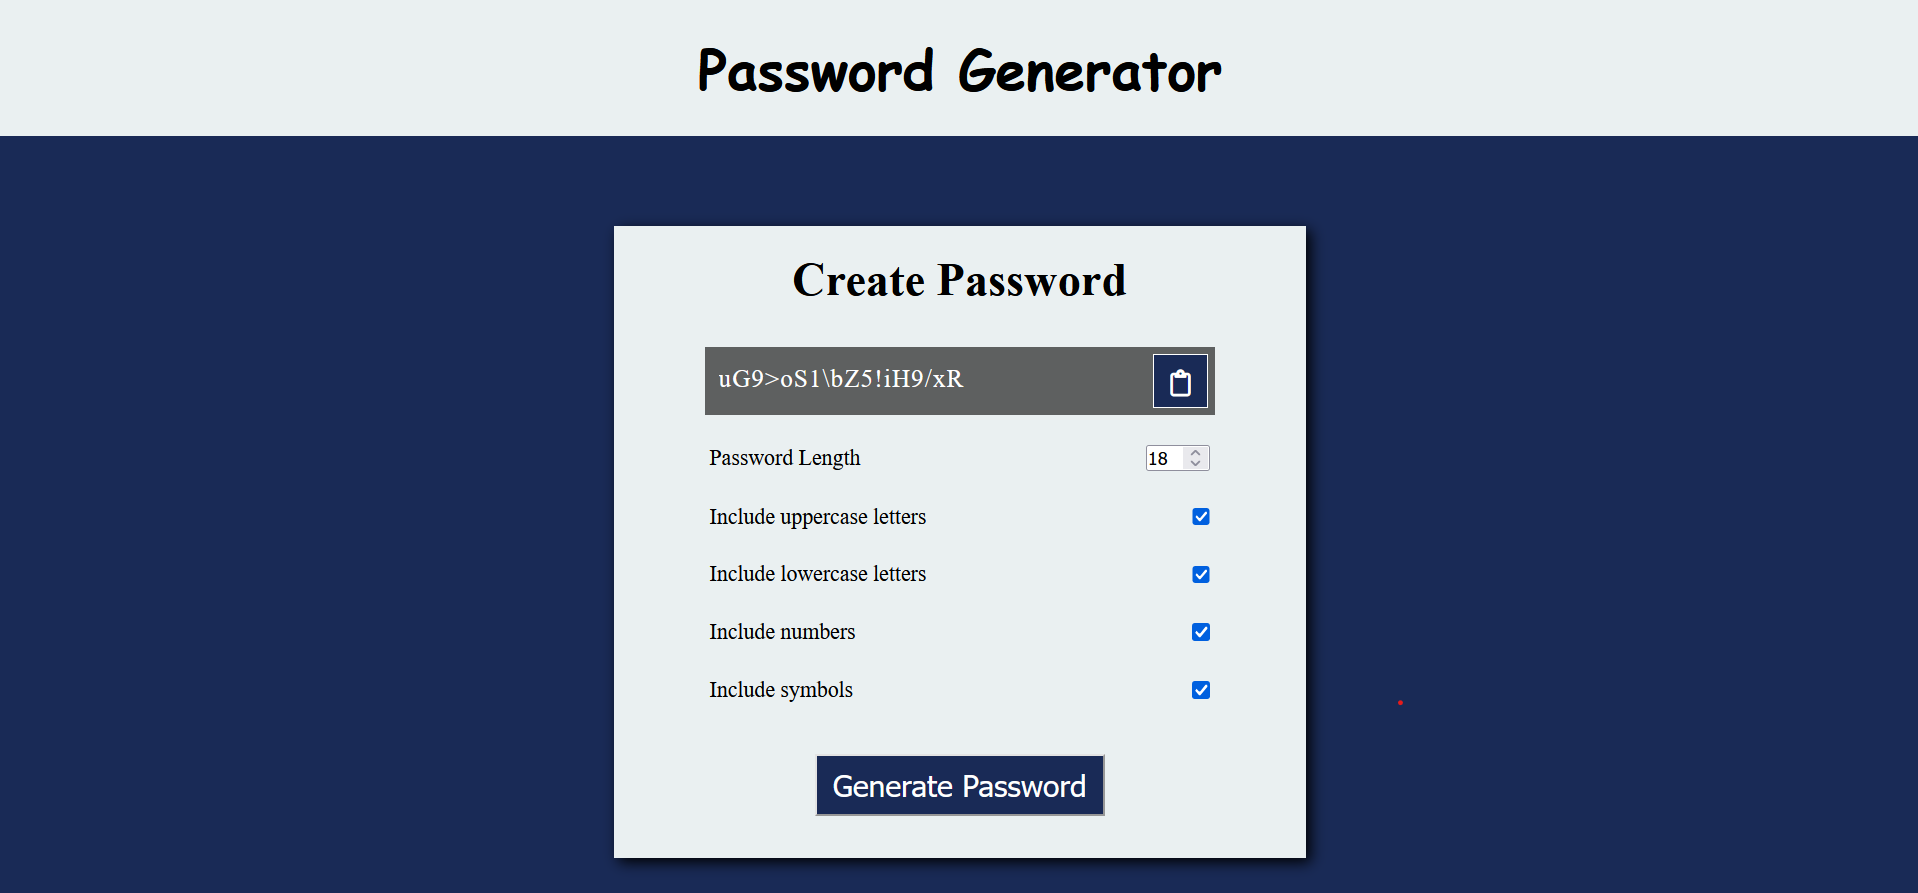 Password Generator
Create Password
uG9>oS1\bZ5!iH9/xR
Password Length
18
Include uppercase letters
Include lowercase letters
Include numbers
Include symbols
Generate Password